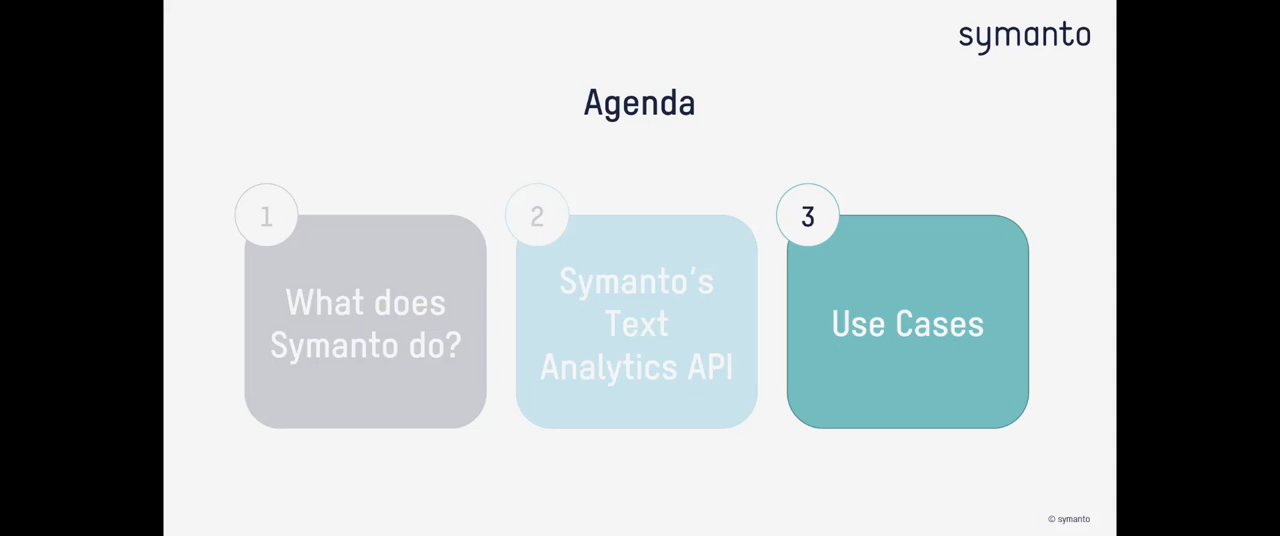 symanto
Agenda
1
What does
Symanto do?
2
Symanto's
Text
Analytics API
3
Use Cases
© symanto